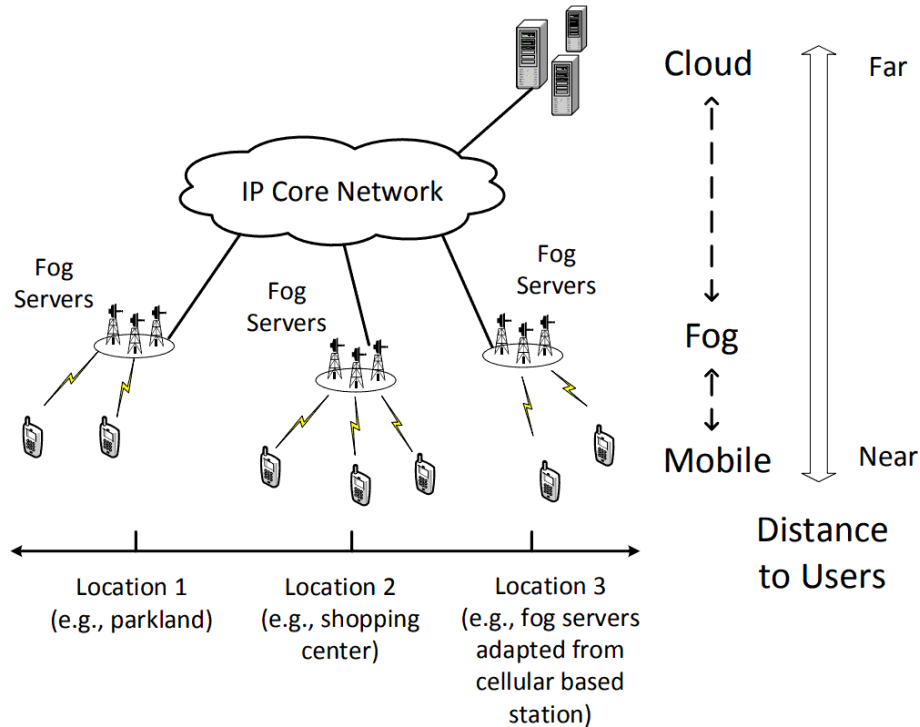 Cloud
Far
IP Core Network
Fog
Servers
Fog
Servers
Fog
Servers
Fog
Mobile
Near
Distance
to Users
Location 1
(e.g., parkland)
Location 2
(e.g., shopping
center)
Location 3
(e.g., fog servers
adapted from
cellular based
station)